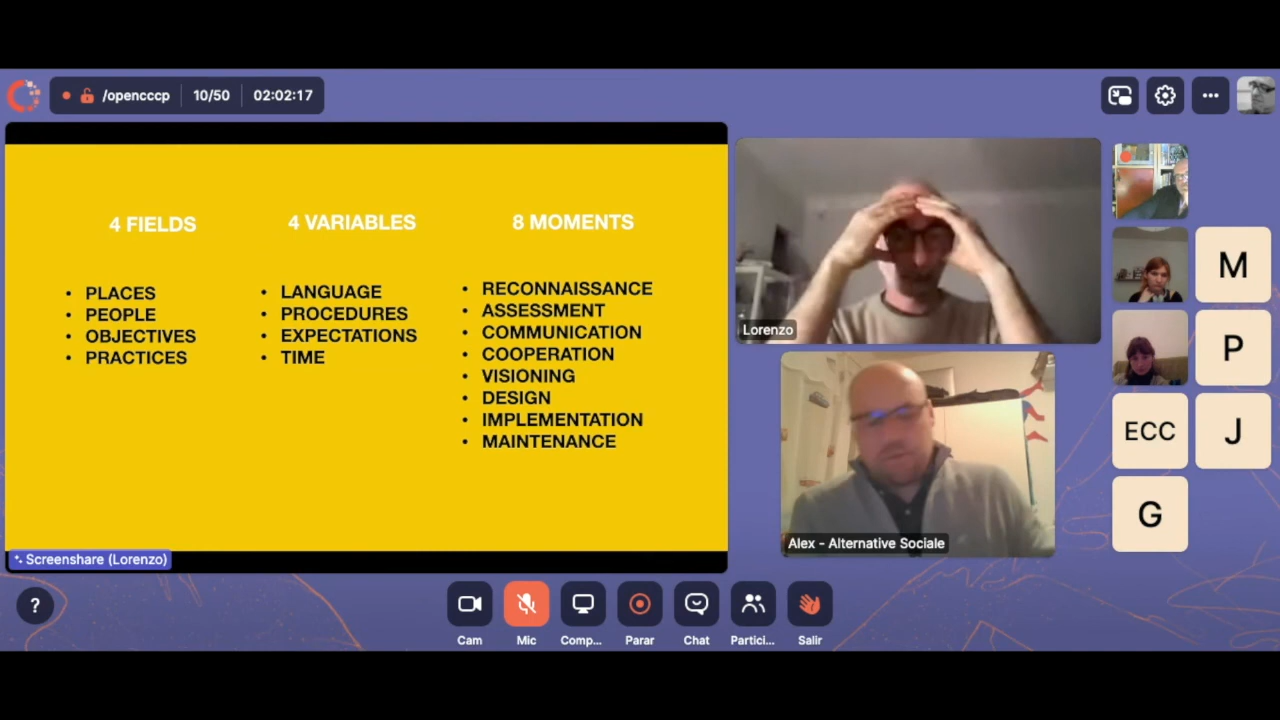 /opencccp
10/50
02:02:17
4 FIELDS
• PLACES
• PEOPLE
• OBJECTIVES
• PRACTICES
4 VARIABLES
• LANGUAGE
• PROCEDURES
• EXPECTATIONS
• TIME
8 MOMENTS
• RECONNAISSANCE
• ASSESSMENT
• COMMUNICATION
• COOPERATION
• VISIONING
• DESIGN
• IMPLEMENTATION
• MAINTENANCE
Screenshare (Lorenzo)
Lorenzo
Alex - Alternative Sociale
M
P
ECC
J
G
?
Cam
Mic
Comp...
Parar
Chat
Partici...
Salir